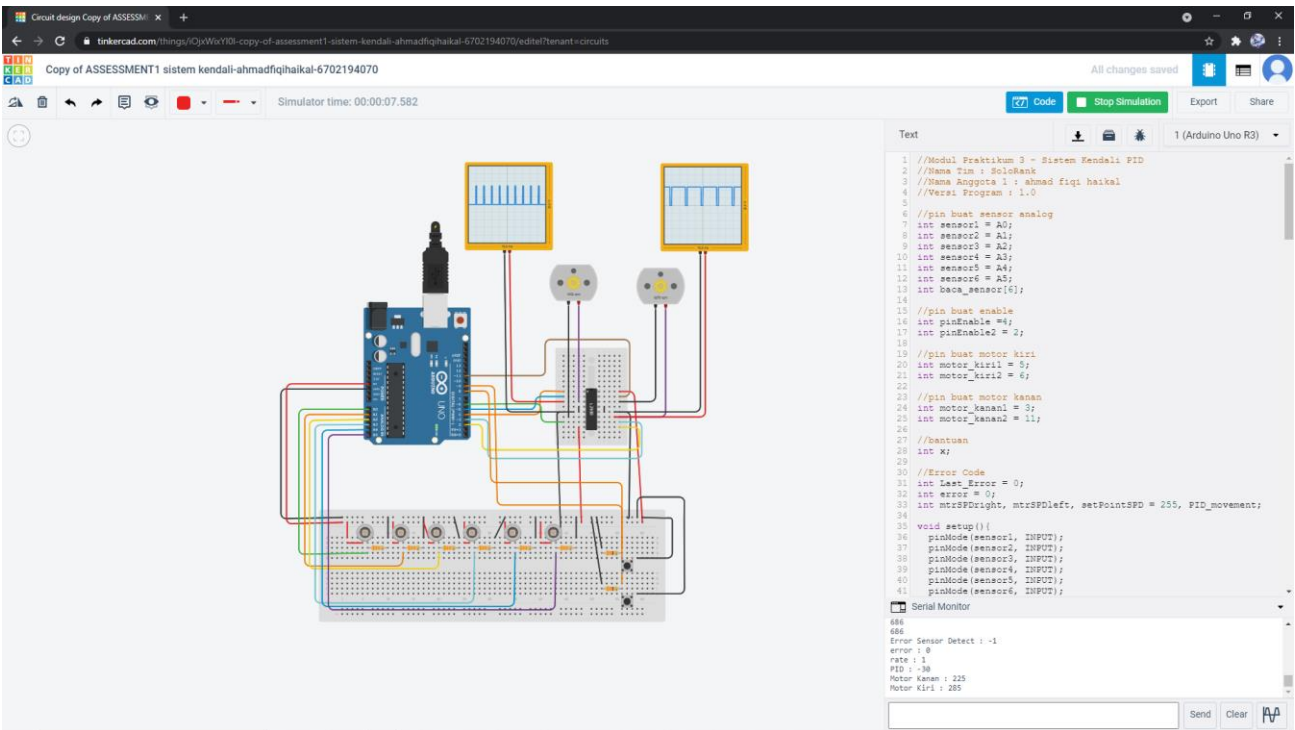 Circuit design Copy of ASSESSM
tinkercad.com/things/iOjxWixYl0I-copy-of-assessment1-sistem-kendali-ahmadfiqihaikal-6702194070/editel?tenant=circuits
TIN
KER
CAD
Copy of ASSESSMENT1 sistem kendali-ahmadfiqihaikal-6702194070
All changes saved
Simulator time: 00:00:07.582
Code
Stop Simulation
Export
Share
Text
1 (Arduino Uno R3)
1 //Modul Praktikum 3 - Sistem Kendali PID
2 //Nama Tim : SoloRank
3 //Nama Anggota 1 : ahmad fiqi haikal
4 //Versi Program : 1.0
5
6 //pin buat sensor analog
7 int sensor1 = A0;
8 int sensor2 = A1;
9 int sensor3 = A2;
10 int sensor4 = A3;
11 int sensor5 = A4;
12 int sensor6 = A5;
13 int baca_sensor[6];
14
15 //pin buat enable
16 int pinEnable =4;
17 int pinEnable2 = 2;
18
19 //pin buat motor kiri
20 int motor_kiri1 = 5;
21 int motor_kiri2 = 6;
22
23 //pin buat motor kanan
24 int motor_kanan1 = 3;
25 int motor_kanan2 = 11;
26
27 //bantuan
28 int x;
29
30 //Error Code
31 int Last_Error = 0;
32 int error = 0;
33 int mtrSPDright, mtrSPDleft, setPointSPD = 255, PID_movement;
34
35 void setup(){
36 pinMode(sensor1, INPUT);
37 pinMode(sensor2, INPUT);
38 pinMode(sensor3, INPUT);
39 pinMode(sensor4, INPUT);
40 pinMode(sensor5, INPUT);
41 pinMode(sensor6, INPUT);
UNO
ARDUINO
Serial Monitor
686
686
Error Sensor Detect : -1
error : 0
rate : 1
PID : -30
Motor Kanan : 225
Motor Kiri : 285
Send
Clear